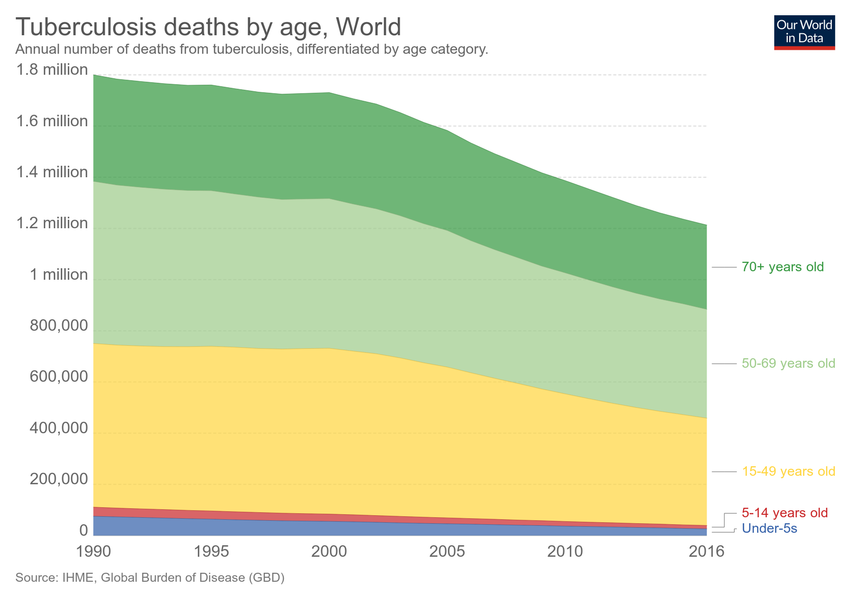 Tuberculosis deaths by age, World
Annual number of deaths from tuberculosis, differentiated by age category.
Our World
in Data
1.8 million
1.6 million
1.4 million
1.2 million
1 million
800,000
600,000
400,000
200,000
0
1990
1995
2000
2005
2010
2016
70+ years old
50-69 years old
15-49 years old
5-14 years old
Under-5s
Source: IHME, Global Burden of Disease (GBD)